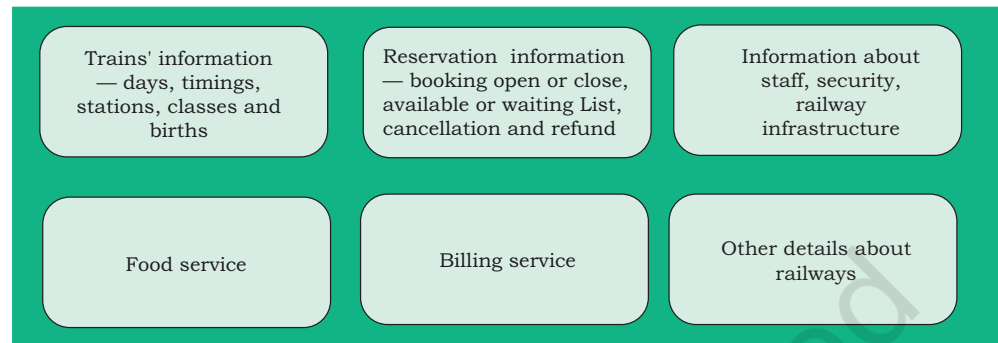 Trains' information
— days, timings,
stations, classes and
births
Reservation information
— booking open or close,
available or waiting List,
cancellation and refund
Information about
staff, security,
railway
infrastructure
Food service
Billing service
Other details about
railways